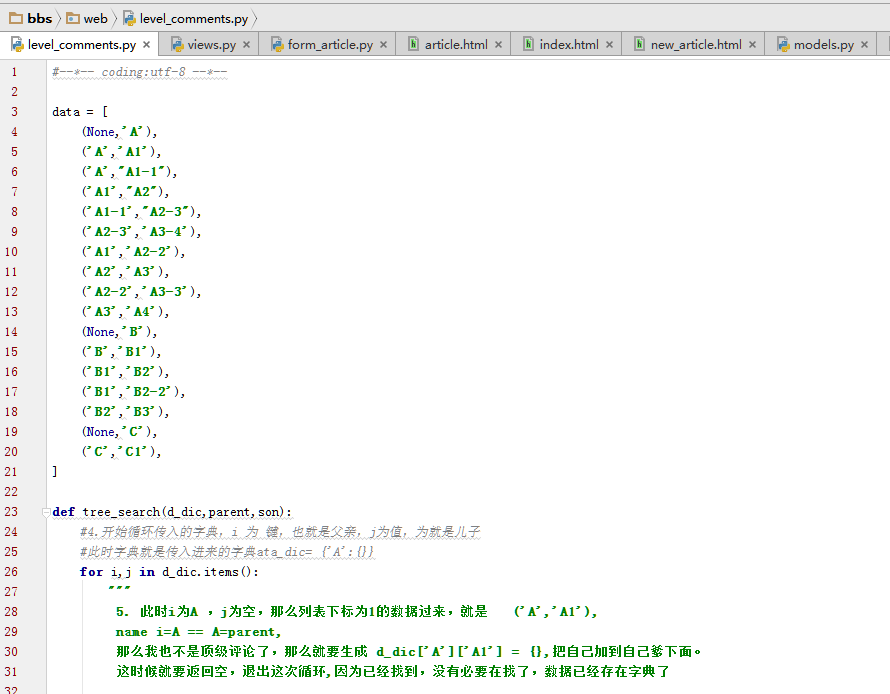 bbs web level_comments.py
level_comments.py × views.py × form_article.py × article.html × index.html × new_article.html × models.py ×
1 #--*-- coding:utf-8 --*--
2
3 data = [
4 (None,'A'),
5 ('A','A1'),
6 ('A',"A1-1"),
7 ('A1',"A2"),
8 ('A1-1',"A2-3"),
9 ('A2-3','A3-4'),
10 ('A1','A2-2'),
11 ('A2','A3'),
12 ('A2-2','A3-3'),
13 ('A3','A4'),
14 (None,'B'),
15 ('B','B1'),
16 ('B1','B2'),
17 ('B1','B2-2'),
18 ('B2','B3'),
19 (None,'C'),
20 ('C','C1'),
21 ]
22
23 def tree_search(d_dic,parent,son):
24 #4.开始循环传入的字典，i 为 键，也就是父亲，j为值，为就是儿子
25 #此时字典就是传入进来的字典ata_dic= {'A':{}}
26 for i,j in d_dic.items():
27 """
28 5. 此时i为A ，j为空，那么列表下标为1的数据过来，就是 ('A','A1'),
29 name i=A == A=parent,
30 那么我也不是顶级评论了，那么就要生成 d_dic['A']['A1'] = {},把自己加到自己爹下面。
31 这时候就要返回空，退出这次循环,因为已经找到，没有必要在找了，数据已经存在字典了
32